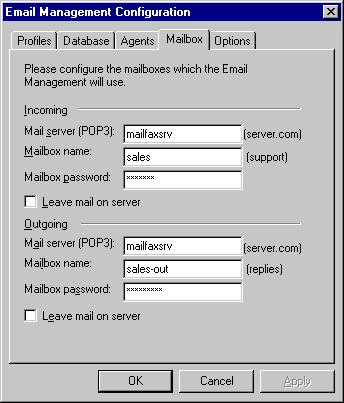 Email Management Configuration
Profiles Database Agents Mailbox Options
Please configure the mailboxes which the Email
Management will use.
Incoming
Mail server (POP3): mailfaxsrv (server.com)
Mailbox name: sales (support)
Mailbox password: *******
Leave mail on server
Outgoing
Mail server (POP3): mailfaxsrv (server.com)
Mailbox name: sales-out (replies)
Mailbox password: *********
Leave mail on server
OK Cancel Apply